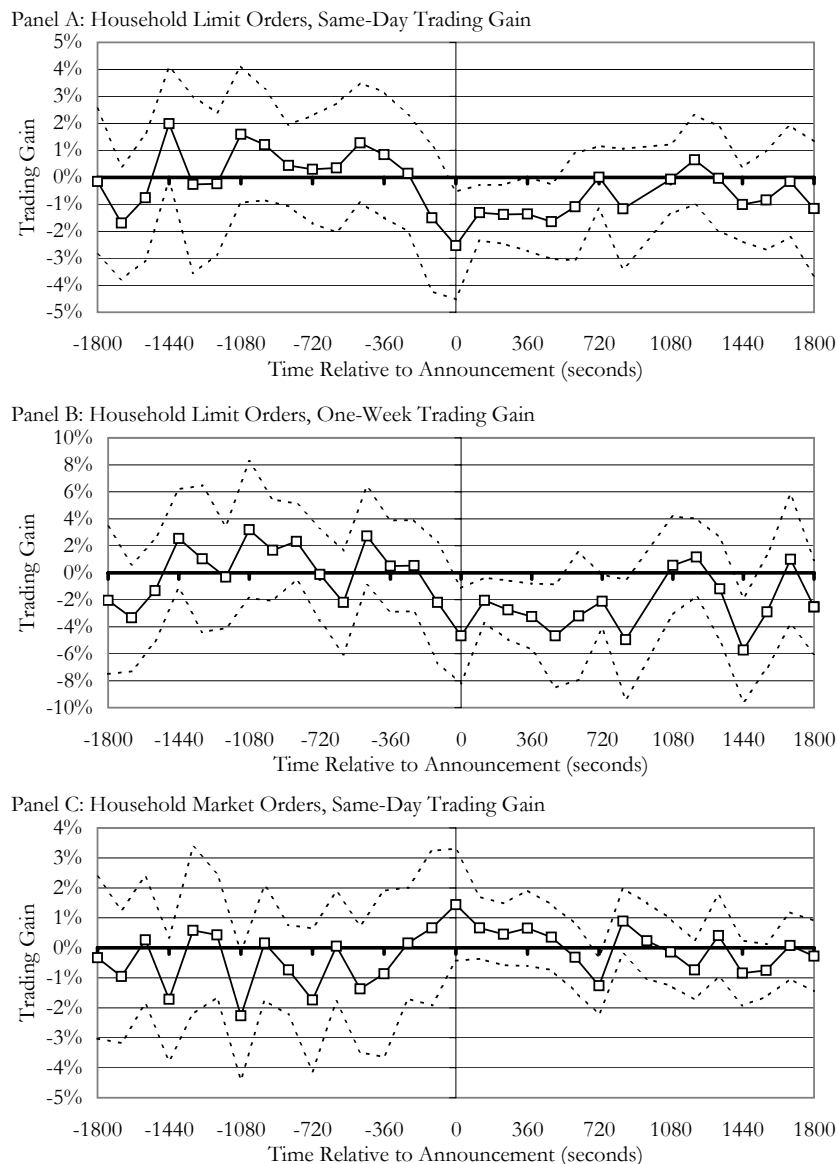 Panel A: Household Limit Orders, Same-Day Trading Gain
5%
4%
3%
2%
1%
0%
-1%
-2%
-3%
-4%
-5%
Trading Gain
-1800 -1440 -1080 -720 -360 0 360 720 1080 1440 1800
Time Relative to Announcement (seconds)
Panel B: Household Limit Orders, One-Week Trading Gain
10%
8%
6%
4%
2%
0%
-2%
-4%
-6%
-8%
-10%
Trading Gain
-1800 -1440 -1080 -720 -360 0 360 720 1080 1440 1800
Time Relative to Announcement (seconds)
Panel C: Household Market Orders, Same-Day Trading Gain
4%
3%
2%
1%
0%
-1%
-2%
-3%
-4%
-5%
Trading Gain
-1800 -1440 -1080 -720 -360 0 360 720 1080 1440 1800
Time Relative to Announcement (seconds)